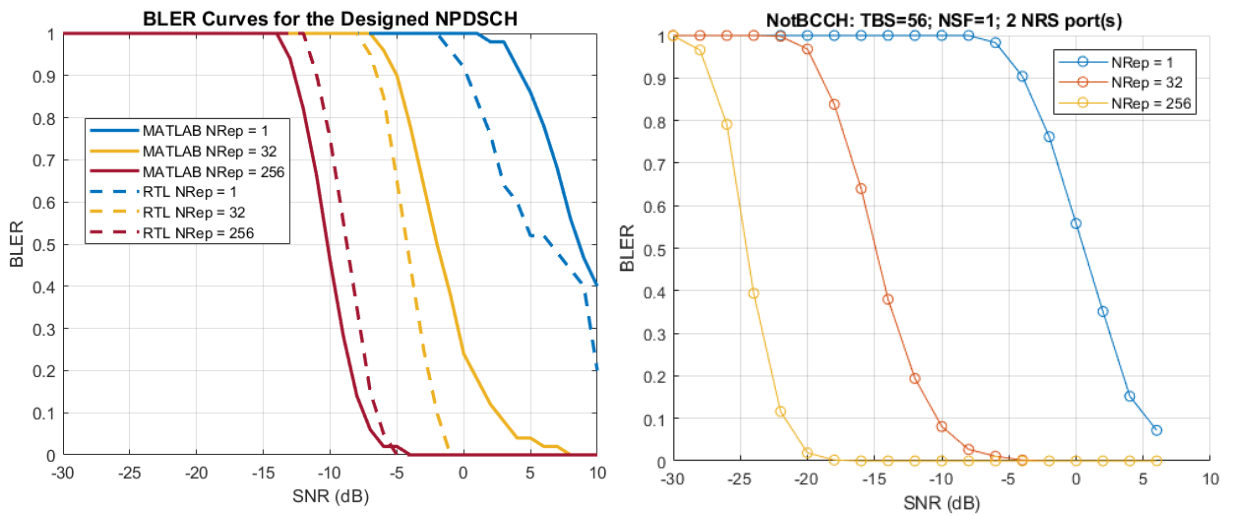 BLER Curves for the Designed NPDSCH
1
0.9
0.8
0.7
0.6
0.5
0.4
0.3
0.2
0.1
0
BLER
MATLAB NRep = 1
MATLAB NRep = 32
MATLAB NRep = 256
RTL NRep = 1
RTL NRep = 32
RTL NRep = 256
-30 -25 -20 -15 -10 -5 0 5 10
SNR (dB)
NotBCCH: TBS=56; NSF=1; 2 NRS port(s)
1
0.9
0.8
0.7
0.6
0.5
0.4
0.3
0.2
0.1
0
BLER
NRep = 1
NRep = 32
NRep = 256
-30 -25 -20 -15 -10 -5 0 5 10
SNR (dB)